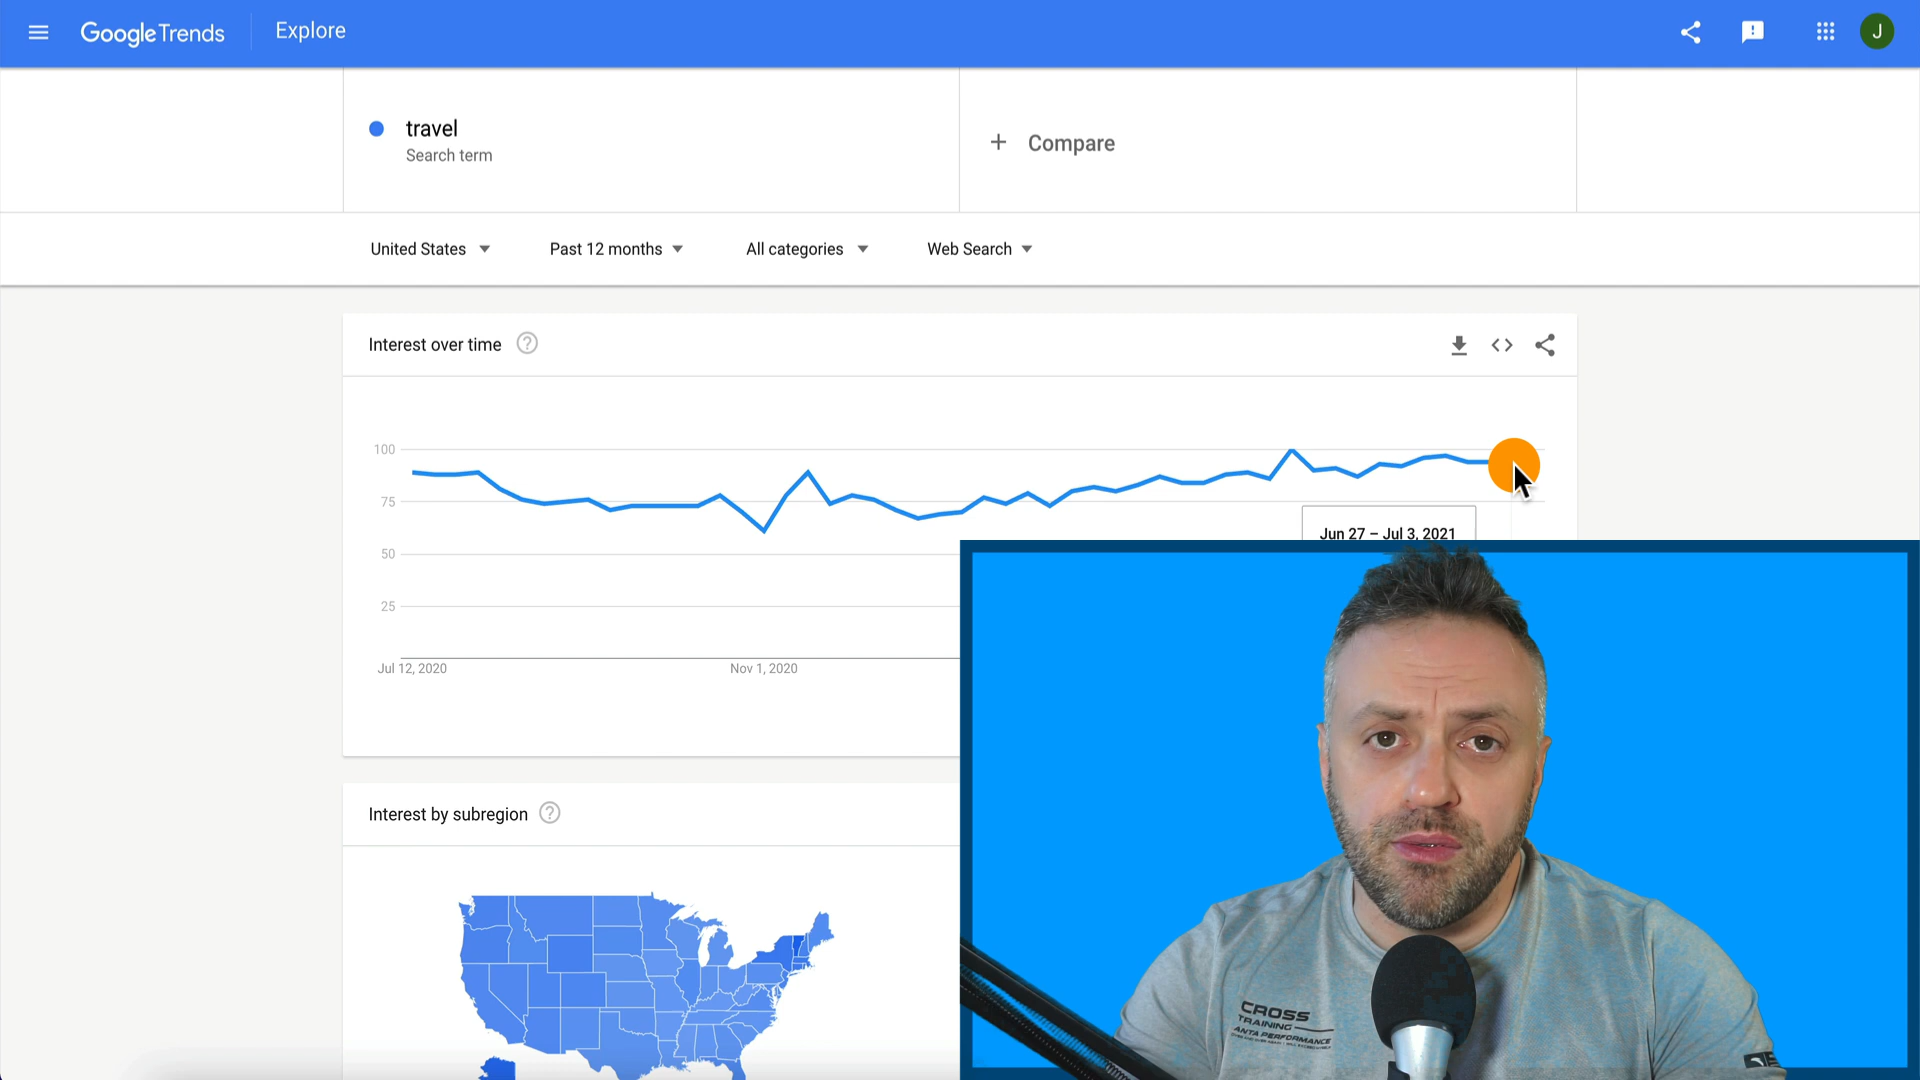 Google Trends
Explore
J
travel
Search term
+ Compare
United States
Past 12 months
All categories
Web Search
Interest over time
?
100
75
50
25
Jun 27 – Jul 3, 2021
Jul 12, 2020
Nov 1, 2020
Interest by subregion
?
CROSS
TRAINING
ANTA PERFORMANCE